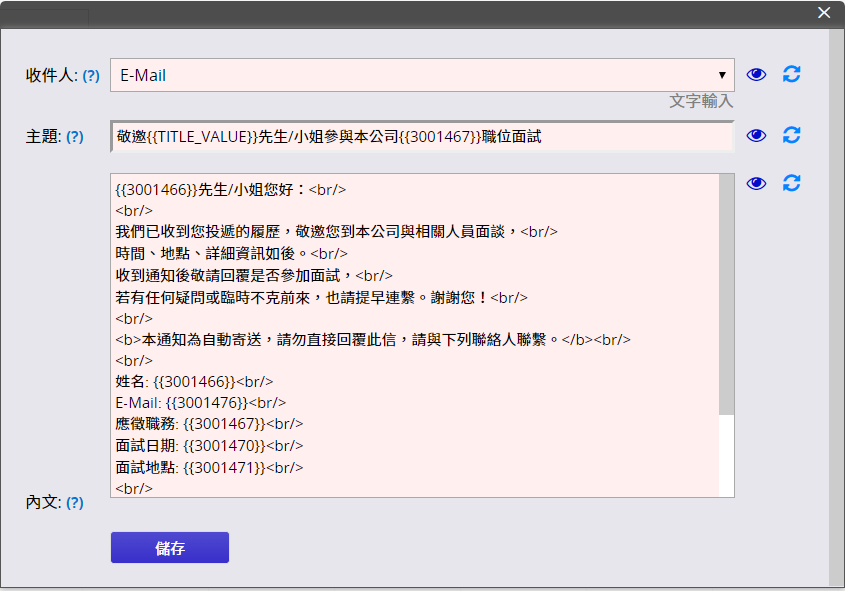 收件人: (?) E-Mail
文字輸入
主題: (?) 敬邀{{TITLE_VALUE}}先生/小姐參與本公司{{3001467}}職位面試
{{3001466}}先生/小姐您好：<br/>
<br/>
我們已收到您投遞的履歷，敬邀您到本公司與相關人員面談，<br/>
時間、地點、詳細資訊如後。<br/>
收到通知後敬請回覆是否參加面試，<br/>
若有任何疑問或臨時不克前來，也請提早連繫。謝謝您！<br/>
<br/>
<b>本通知為自動寄送，請勿直接回覆此信，請與下列聯絡人聯繫。</b><br/>
<br/>
姓名: {{3001466}}<br/>
E-Mail: {{3001476}}<br/>
應徵職務: {{3001467}}<br/>
面試日期: {{3001470}}<br/>
面試地點: {{3001471}}<br/>
<br/>
內文: (?)
儲存